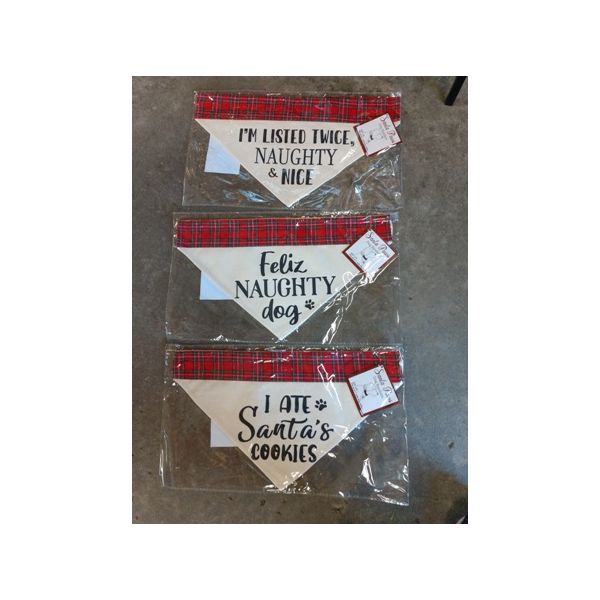 I'M LISTED TWICE,
NAUGHTY
& NICE
Feliz
NAUGHTY
dog
I ATE
Santa's
COOKIES